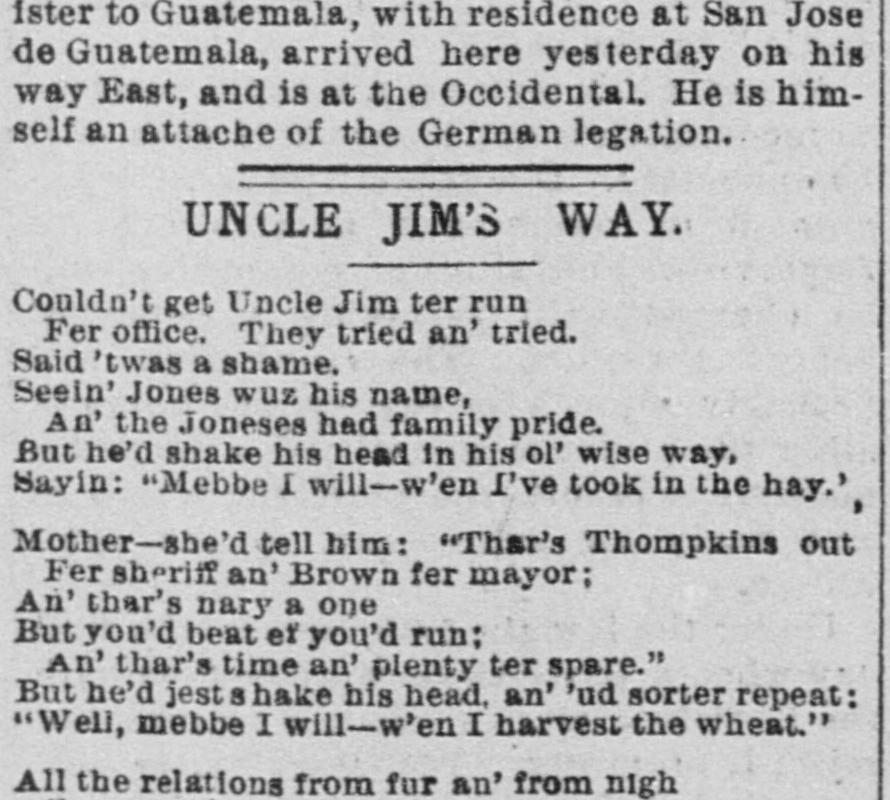 ister to Guatemala, with residence at San Jose
de Guatemala, arrived here yesterday on his
way East, and is at the Occidental. He is him-
self an attache of the German legation.
UNCLE JIM'S WAY.
Couldn't get Uncle Jim ter run
Fer office. They tried an' tried.
Said 'twas a shame.
Seein' Jones wuz his name,
An' the Joneses had family pride.
But he'd shake his head in his ol' wise way,
Sayin: "Mebbe I will—w'en I've took in the hay.',
Mother—she'd tell him: "Thar's Thompkins out
Fer sheriff an' Brown fer mayor;
An' thar's nary a one
But you'd beat ef you'd run;
An' thar's time an' plenty ter spare."
But he'd jest shake his head, an' 'ud sorter repeat:
"Well, mebbe I will—w'en I harvest the wheat."
All the relations from fur an' from nigh